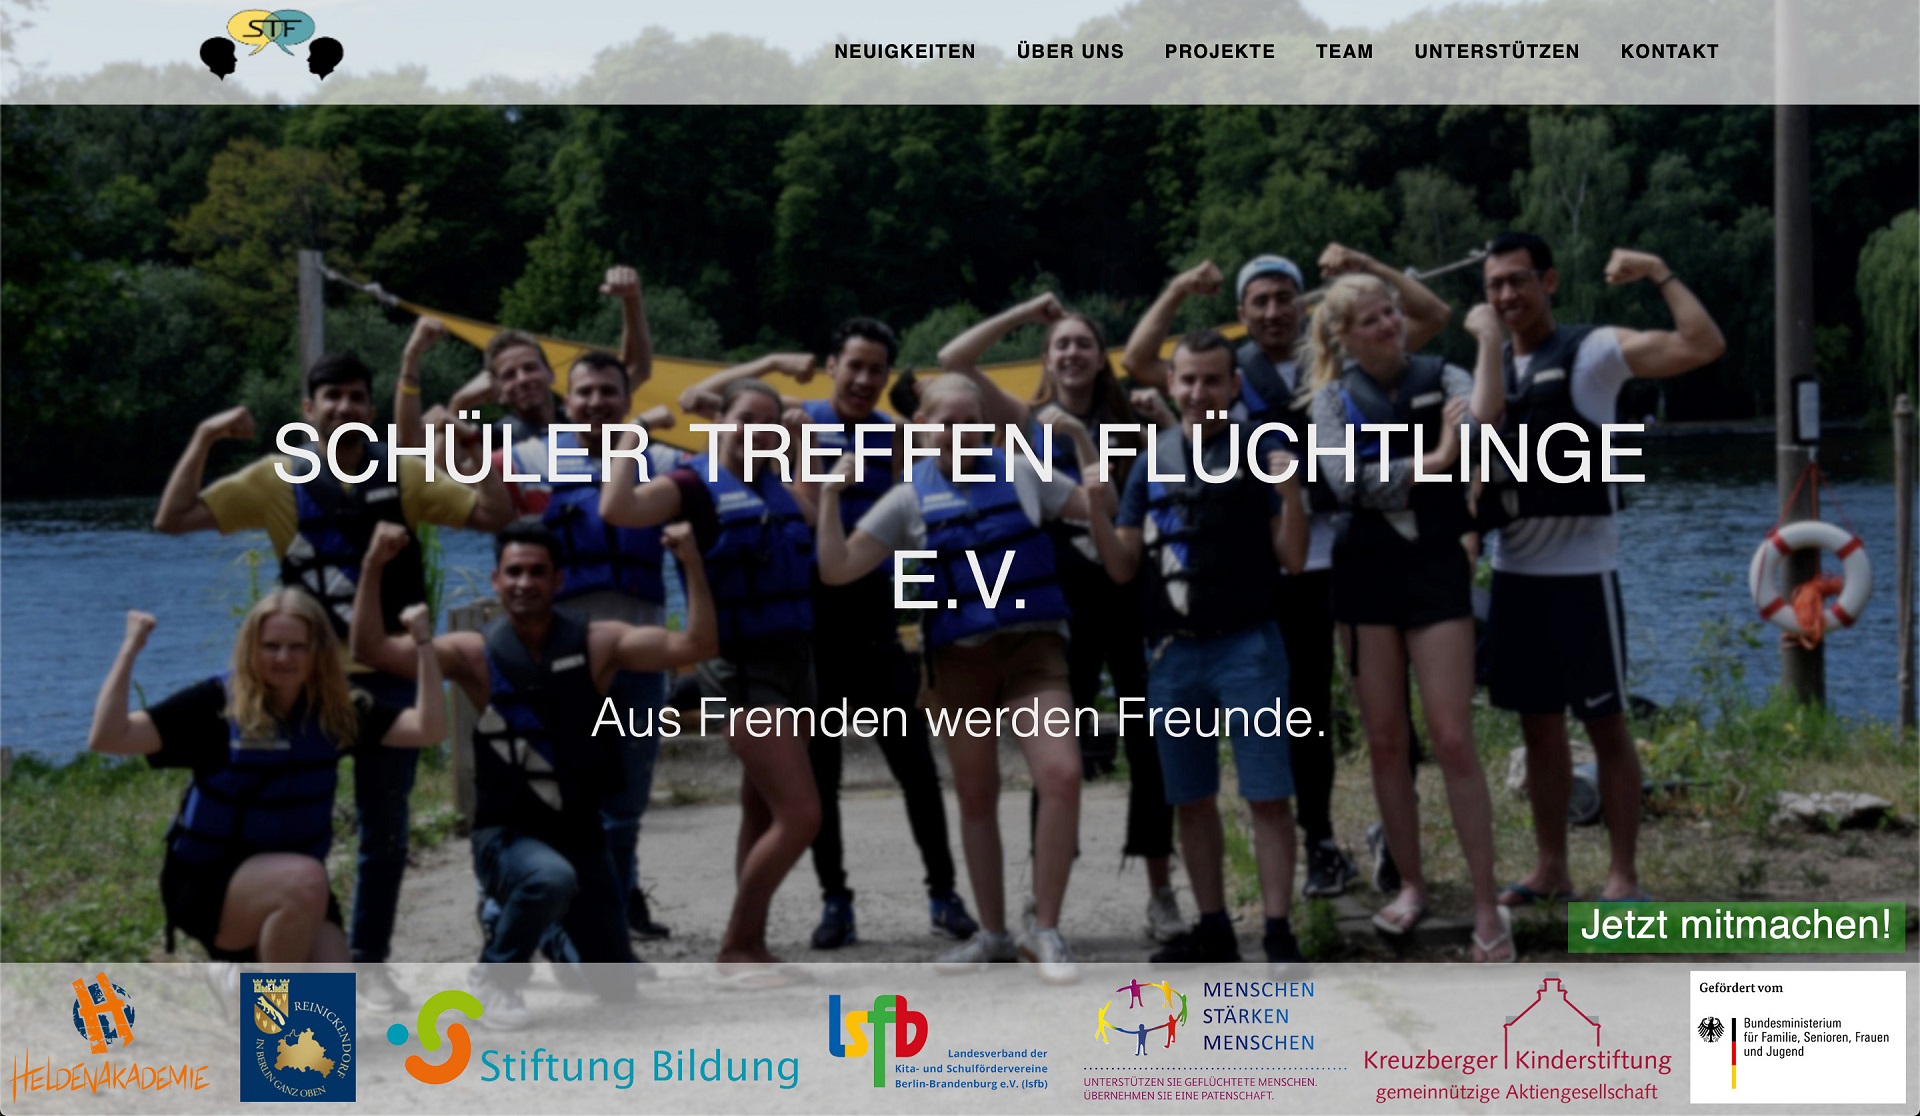 STF
NEUIGKEITEN ÜBER UNS PROJEKTE TEAM UNTERSTÜTZEN KONTAKT
SCHÜLER TREFFEN FLÜCHTLINGE
E.V.
Aus Fremden werden Freunde.
Jetzt mitmachen!
HELDENAKADEMIE
REINICKENDORF
IN BERLIN GANZ OBEN
Stiftung Bildung
lsfb
Landesverband der
Kita- und Schulfördervereine
Berlin-Brandenburg e.V. (lsfb)
MENSCHEN
STÄRKEN
MENSCHEN
UNTERSTÜTZEN SIE GEFLÜCHTETE MENSCHEN.
ÜBERNEHMEN SIE EINE PATENSCHAFT.
Kreuzberger Kinderstiftung
gemeinnützige Aktiengesellschaft
Gefördert vom
Bundesministerium
für Familie, Senioren, Frauen
und Jugend